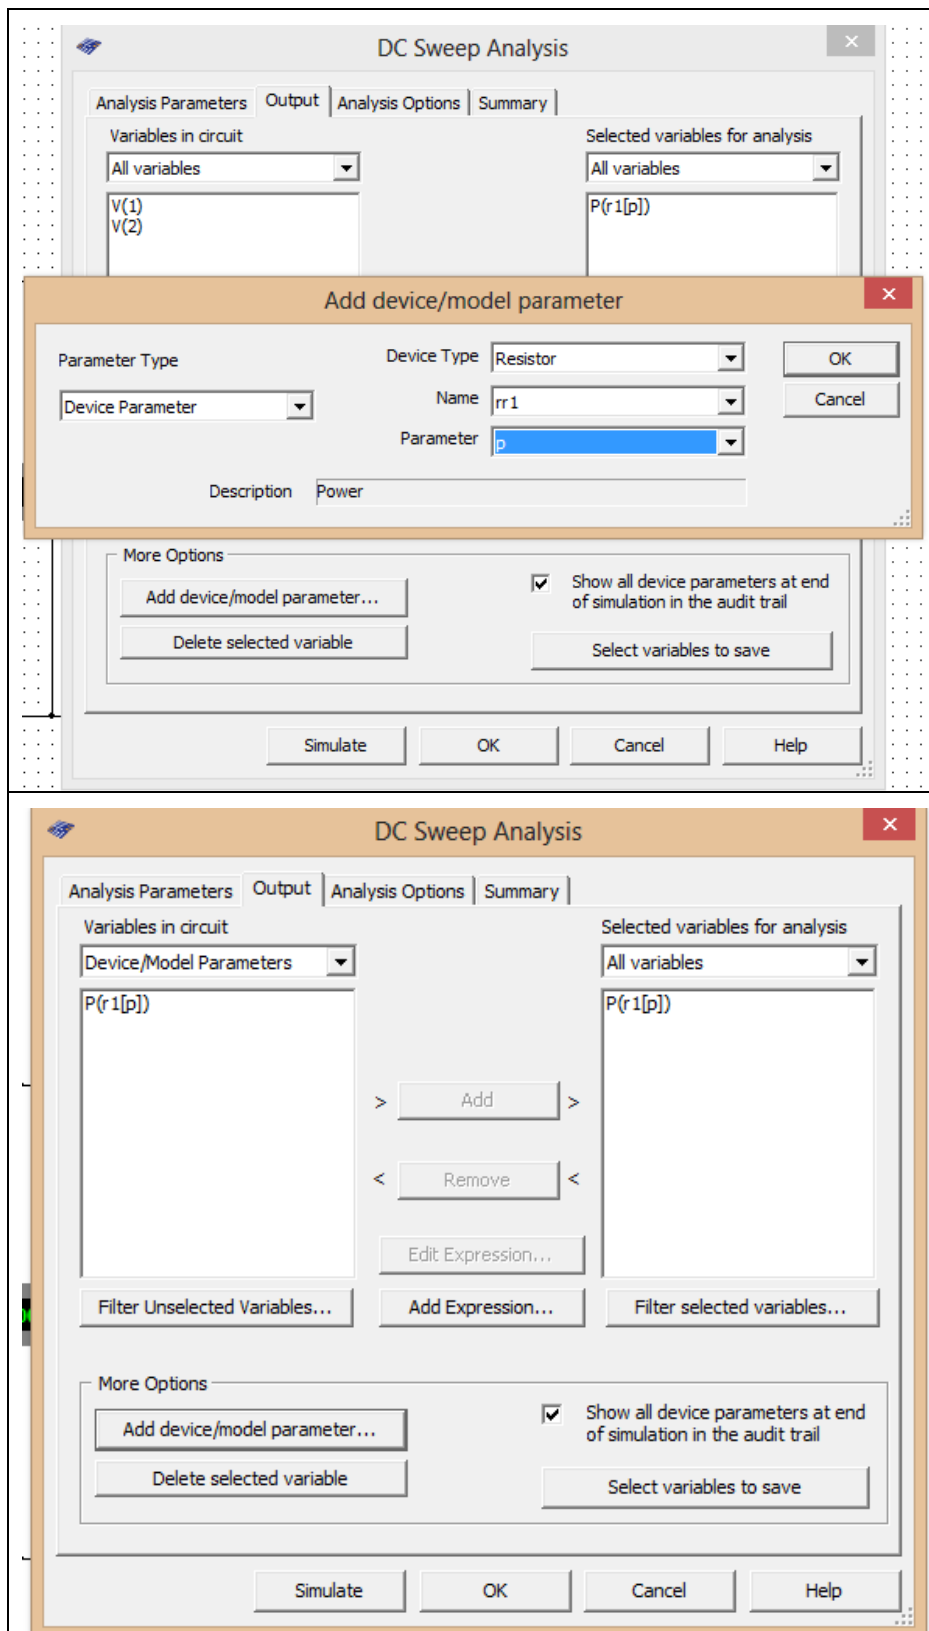 DC Sweep Analysis
Analysis Parameters Output Analysis Options Summary
Variables in circuit Selected variables for analysis
All variables All variables
V(1) P(r1[p])
V(2)
Add device/model parameter
Parameter Type Device Type Resistor OK
Device Parameter Name rr1 Cancel
Parameter p
Description Power
More Options
Add device/model parameter... Show all device parameters at end
of simulation in the audit trail
Delete selected variable Select variables to save
Simulate OK Cancel Help
DC Sweep Analysis
Analysis Parameters Output Analysis Options Summary
Variables in circuit Selected variables for analysis
Device/Model Parameters All variables
P(r1[p]) P(r1[p])
> Add >
< Remove <
Edit Expression...
Filter Unselected Variables... Add Expression... Filter selected variables...
More Options
Add device/model parameter... Show all device parameters at end
of simulation in the audit trail
Delete selected variable Select variables to save
Simulate OK Cancel Help